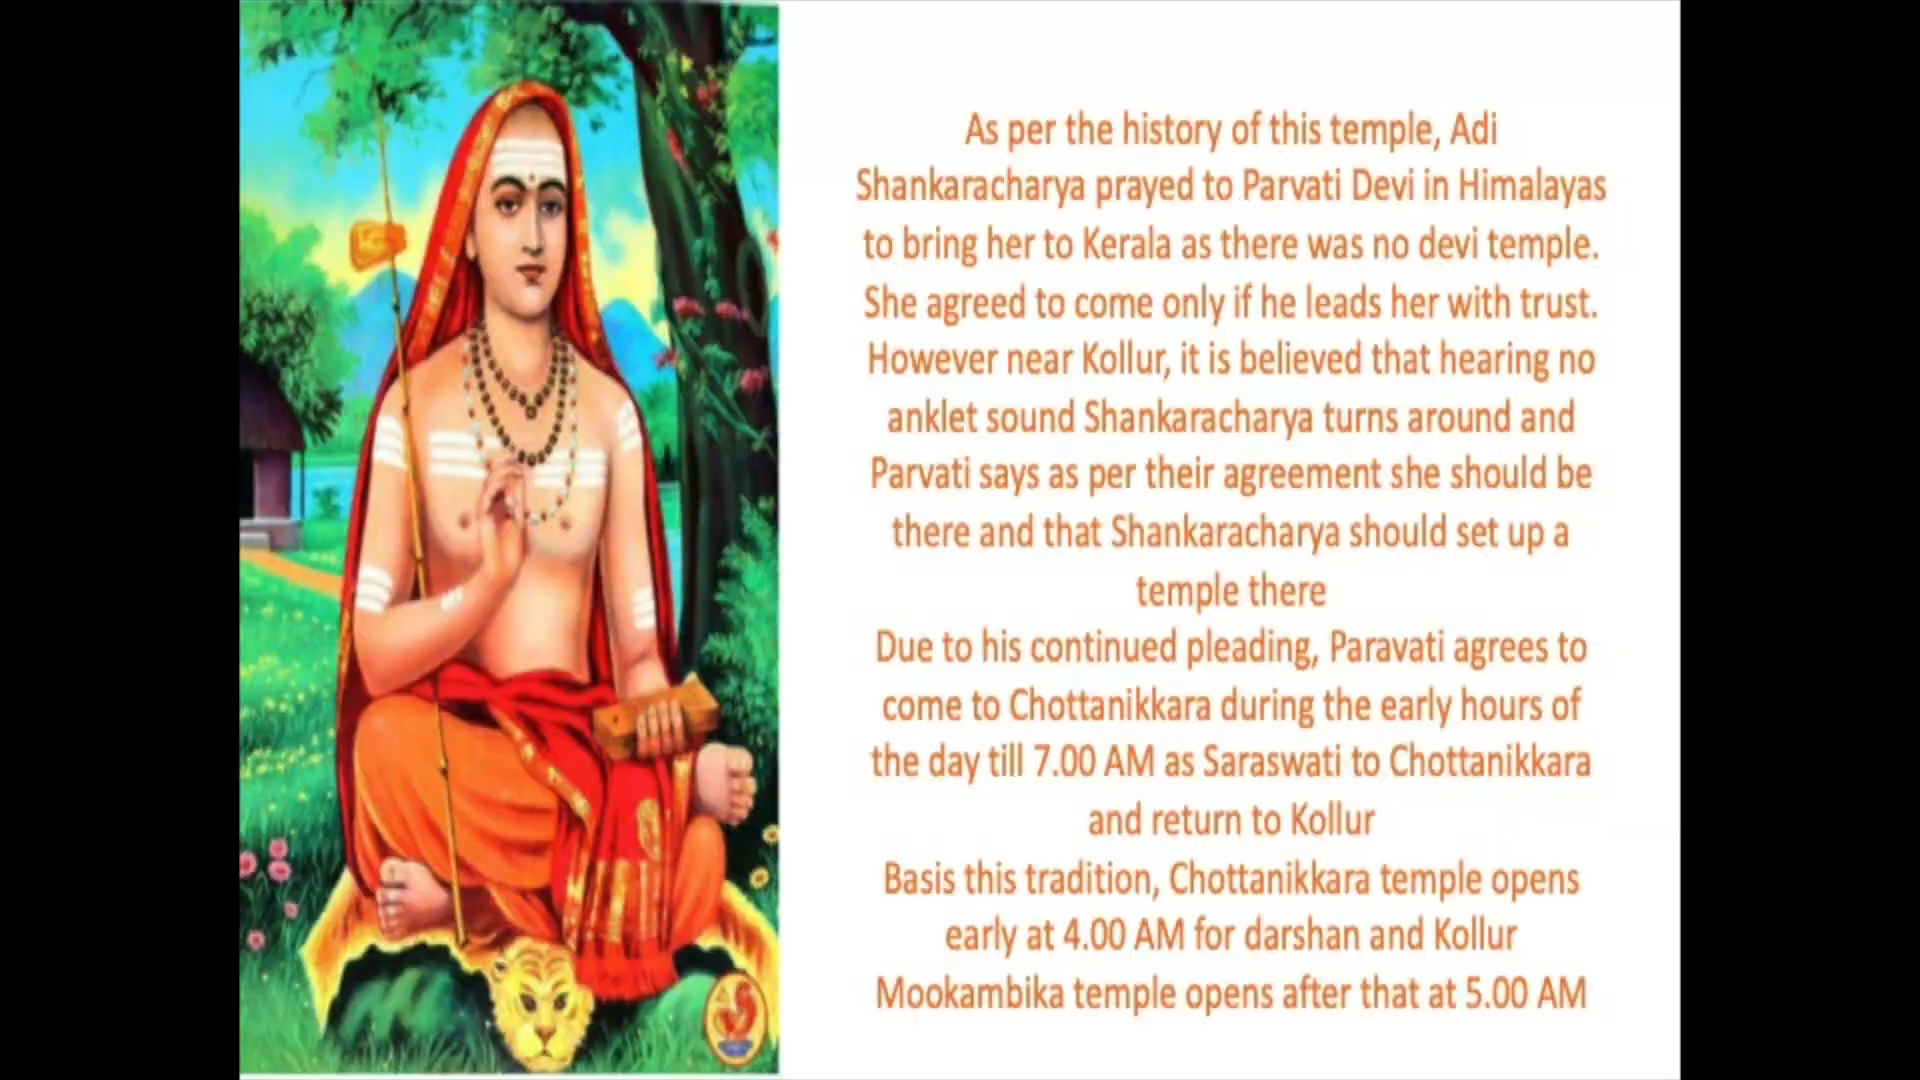 As per the history of this temple, Adi
Shankaracharya prayed to Parvati Devi in Himalayas
to bring her to Kerala as there was no devi temple.
She agreed to come only if he leads her with trust.
However near Kollur, it is believed that hearing no
anklet sound Shankaracharya turns around and
Parvati says as per their agreement she should be
there and that Shankaracharya should set up a
temple there
Due to his continued pleading, Paravati agrees to
come to Chottanikkara during the early hours of
the day till 7.00 AM as Saraswati to Chottanikkara
and return to Kollur
Basis this tradition, Chottanikkara temple opens
early at 4.00 AM for darshan and Kollur
Mookambika temple opens after that at 5.00 AM